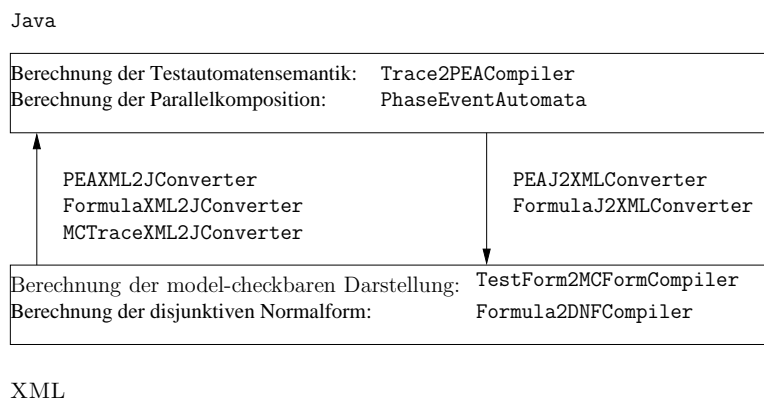 Java
Berechnung der Testautomatensemantik: Trace2PEACompiler
Berechnung der Parallelkomposition: PhaseEventAutomata
PEAXML2JConverter
FormulaXML2JConverter
MCTraceXML2JConverter
PEAJ2XMLConverter
FormulaJ2XMLConverter
Berechnung der model-checkbaren Darstellung: TestForm2MCFormCompiler
Berechnung der disjunktiven Normalform: Formula2DNFCompiler
XML